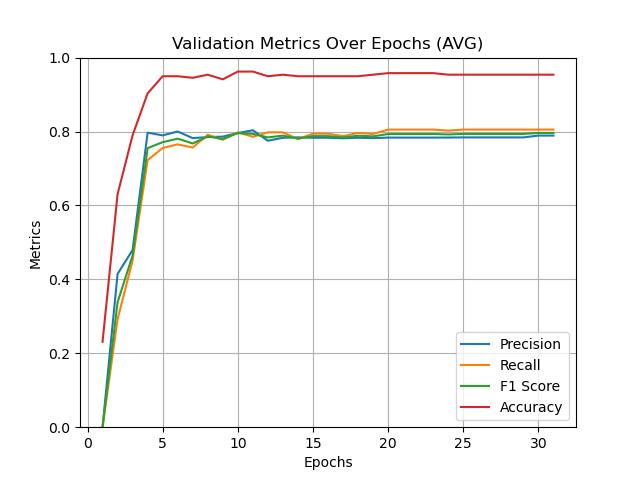 Validation Metrics Over Epochs (AVG)
1.0
0.8
0.6
0.4
0.2
0.0
Metrics
0 5 10 15 20 25 30
Epochs
Precision
Recall
F1 Score
Accuracy